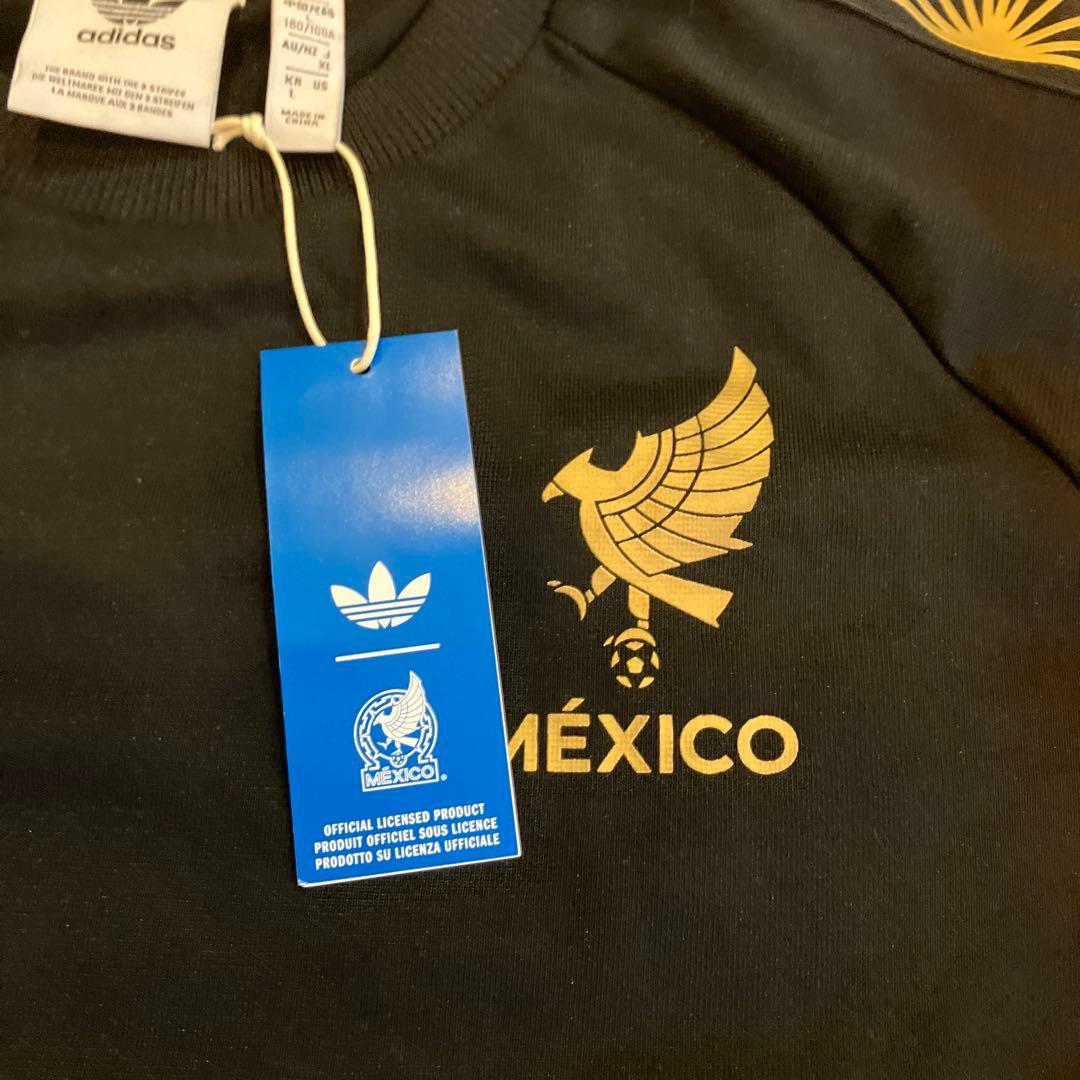 adidas
THE BRAND WITH THE 3 STRIPES
DIE WELTMARKE MIT DEN 3 STREIFEN
LA MARQUE AUX 3 BANDES
L
180/100A
AU/NZ J
XL
KR US
L
MADE IN
CHINA
MÉXICO
MÉXICO®
OFFICIAL LICENSED PRODUCT
PRODUIT OFFICIEL SOUS LICENCE
PRODOTTO SU LICENZA UFFICIALE